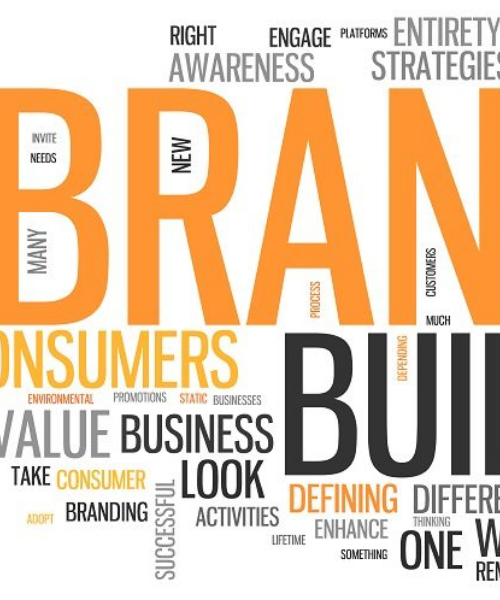 RIGHT
ENGAGE
PLATFORMS
ENTIRETY
AWARENESS
STRATEGIES
BRAN
INVITE
NEEDS
NEW
MANY
PROCESS
CUSTOMERS
MUCH
ONSUMERS
BUI
DEPENDING
ENVIRONMENTAL
PROMOTIONS
STATIC
BUSINESSES
VALUE
BUSINESS
TAKE
CONSUMER
LOOK
SUCCESSFUL
DEFINING
DIFFERE
ADOPT
BRANDING
ACTIVITIES
THINKING
LIFETIME
ENHANCE
SOMETHING
ONE
W
REM